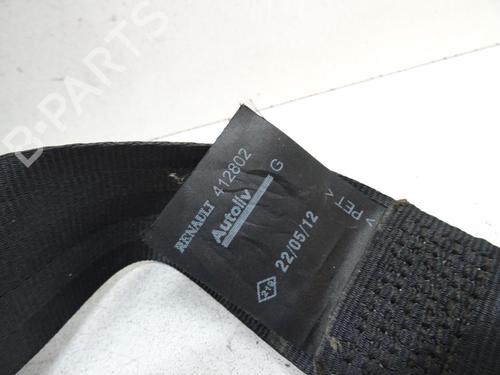 B-PARTS
RENAULT 412802
Autoliv G
22/05/12
> PET <